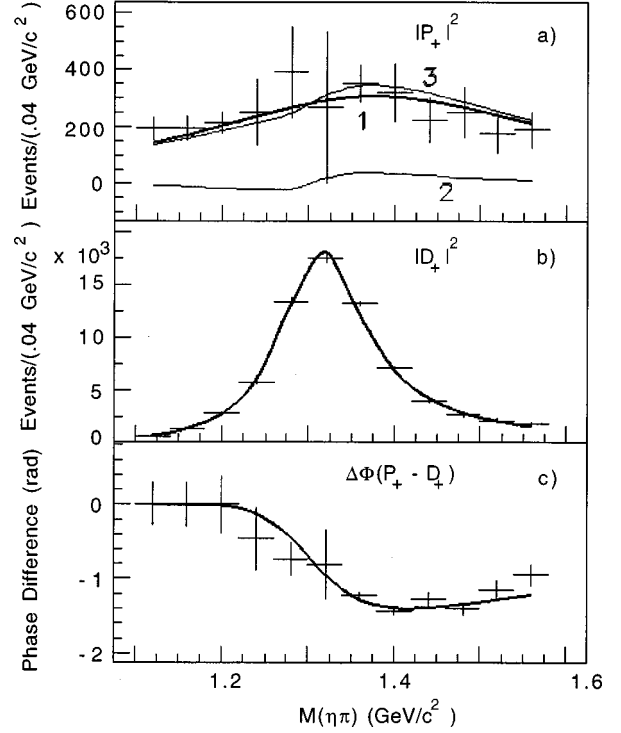 600
|P₊|² a)
400
3
200
1
0
2
Events/(.04 GeV/c²)
x 10³
|D₊|² b)
15
10
5
0
Events/(.04 GeV/c²)
ΔΦ(P₊ - D₊) c)
0
-1
-2
Phase Difference (rad)
1.2 1.4 1.6
M(ηπ) (GeV/c²)